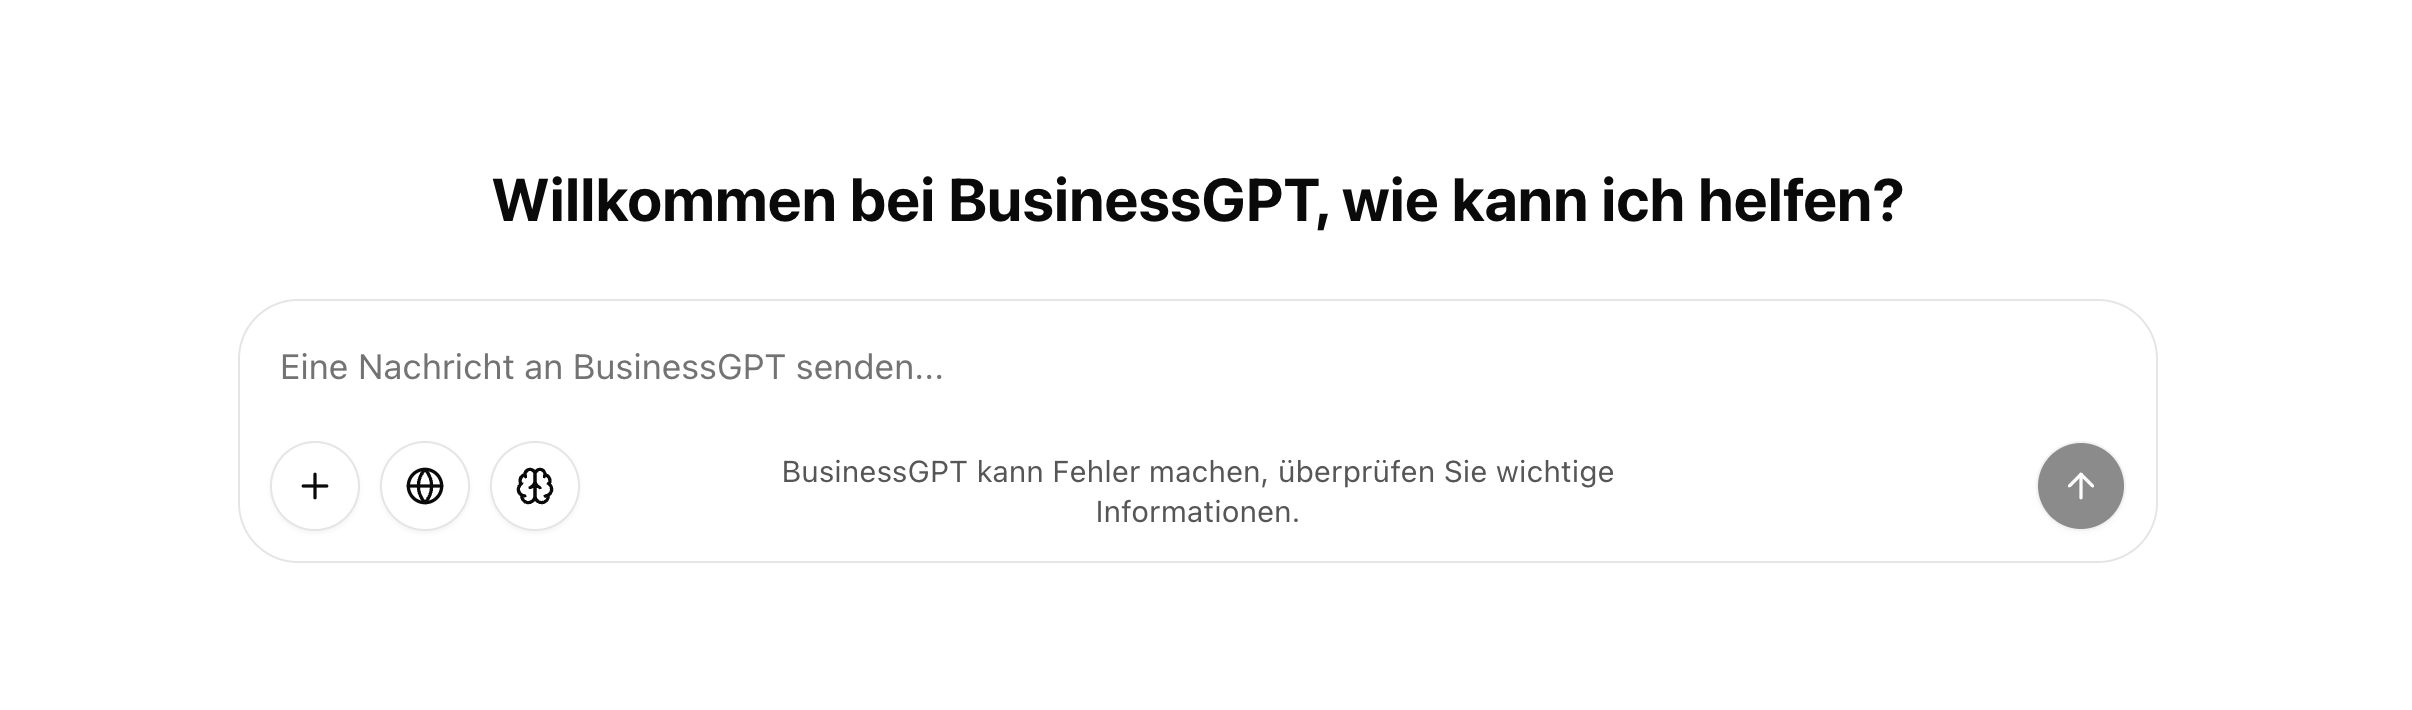 Willkommen bei BusinessGPT, wie kann ich helfen?
Eine Nachricht an BusinessGPT senden...
BusinessGPT kann Fehler machen, überprüfen Sie wichtige
Informationen.